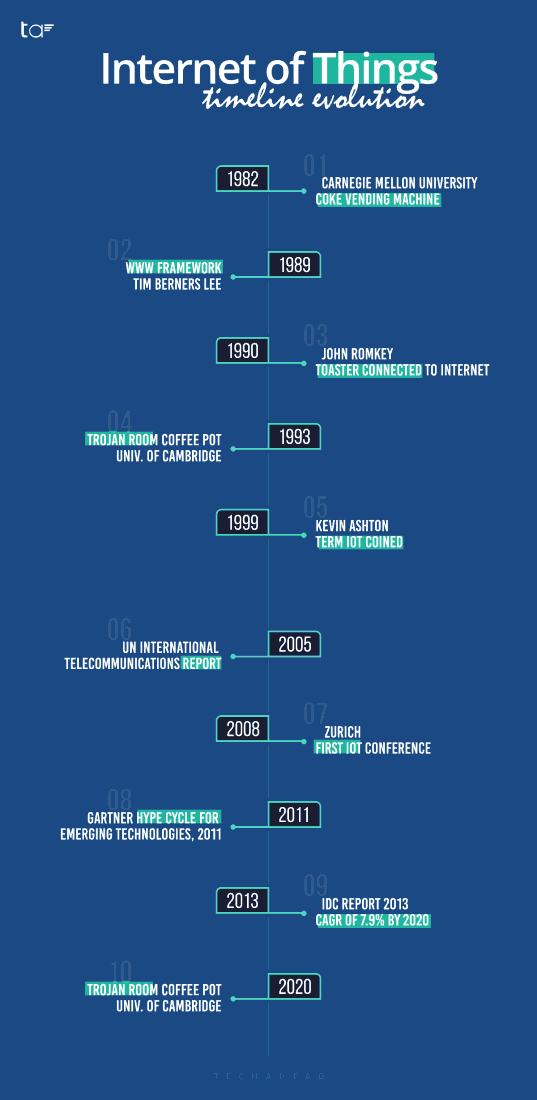 ta
Internet of Things
timeline evolution
01
1982
CARNEGIE MELLON UNIVERSITY
COKE VENDING MACHINE
02
WWW FRAMEWORK
TIM BERNERS LEE
1989
03
1990
JOHN ROMKEY
TOASTER CONNECTED TO INTERNET
04
TROJAN ROOM COFFEE POT
UNIV. OF CAMBRIDGE
1993
05
1999
KEVIN ASHTON
TERM IOT COINED
06
UN INTERNATIONAL
TELECOMMUNICATIONS REPORT
2005
07
2008
ZURICH
FIRST IOT CONFERENCE
08
GARTNER HYPE CYCLE FOR
EMERGING TECHNOLOGIES, 2011
2011
09
2013
IDC REPORT 2013
CAGR OF 7.9% BY 2020
10
TROJAN ROOM COFFEE POT
UNIV. OF CAMBRIDGE
2020